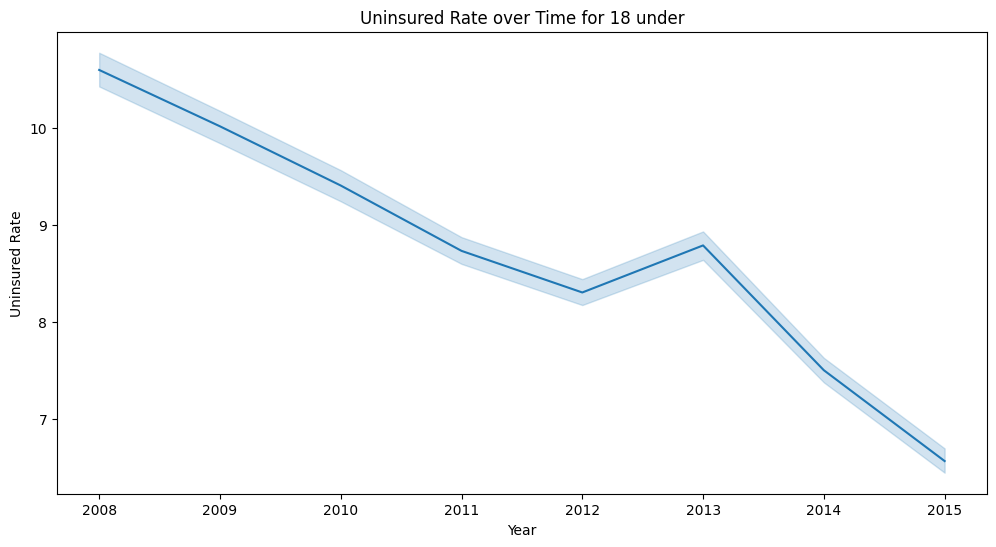 Uninsured Rate over Time for 18 under
Uninsured Rate
10
9
8
7
2008 2009 2010 2011 2012 2013 2014 2015
Year